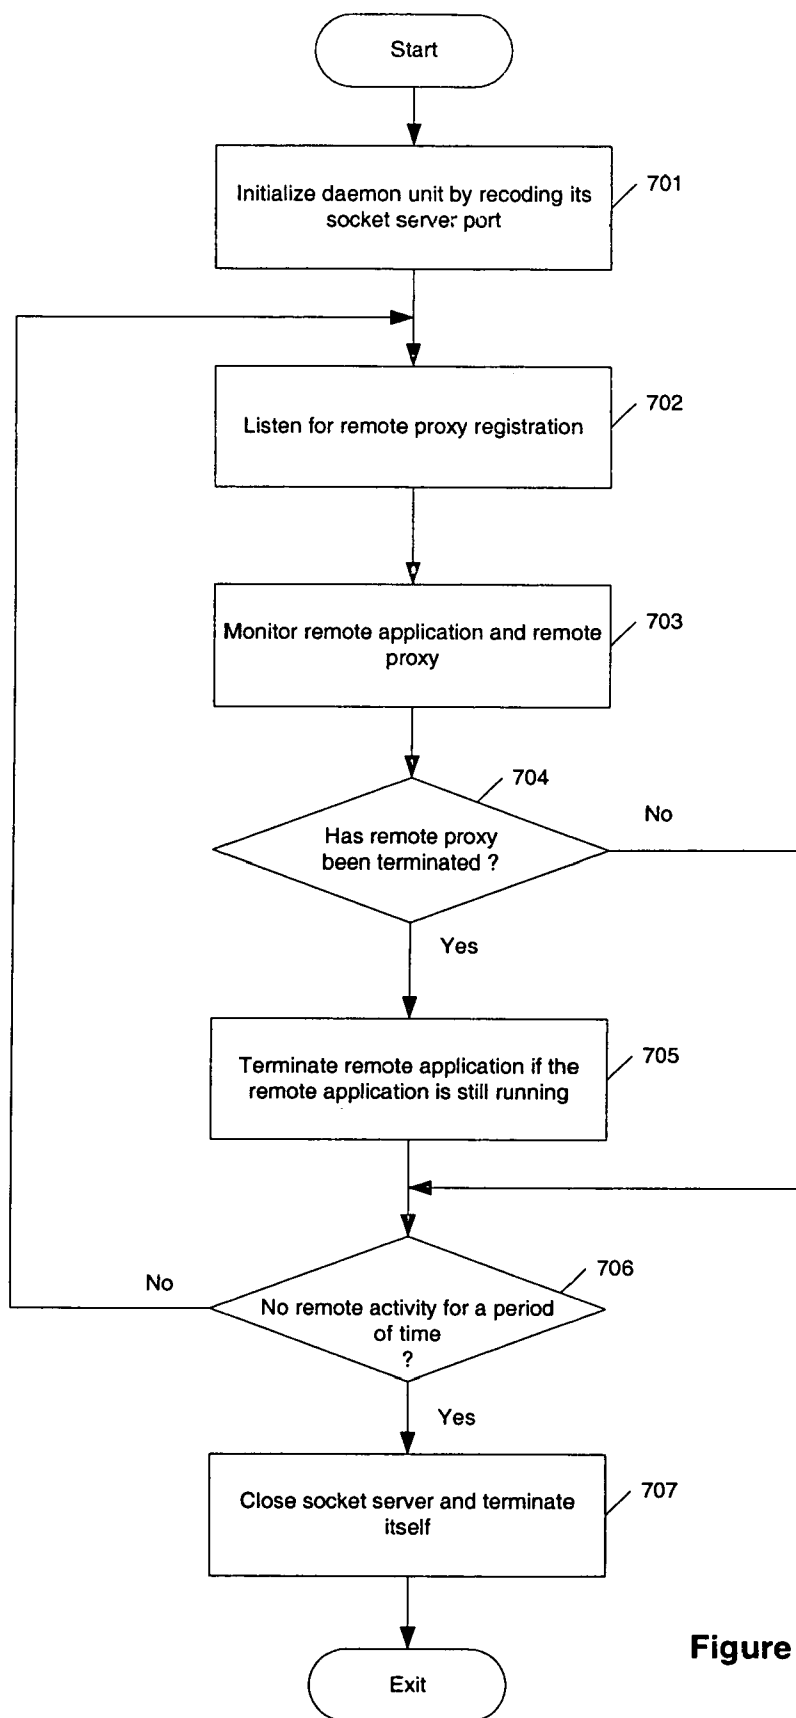 Start
701
Initialize daemon unit by recoding its
socket server port
702
Listen for remote proxy registration
703
Monitor remote application and remote
proxy
704
No
Has remote proxy
been terminated ?
Yes
705
Terminate remote application if the
remote application is still running
706
No
No remote activity for a period
of time
?
Yes
707
Close socket server and terminate
itself
Figure
Exit